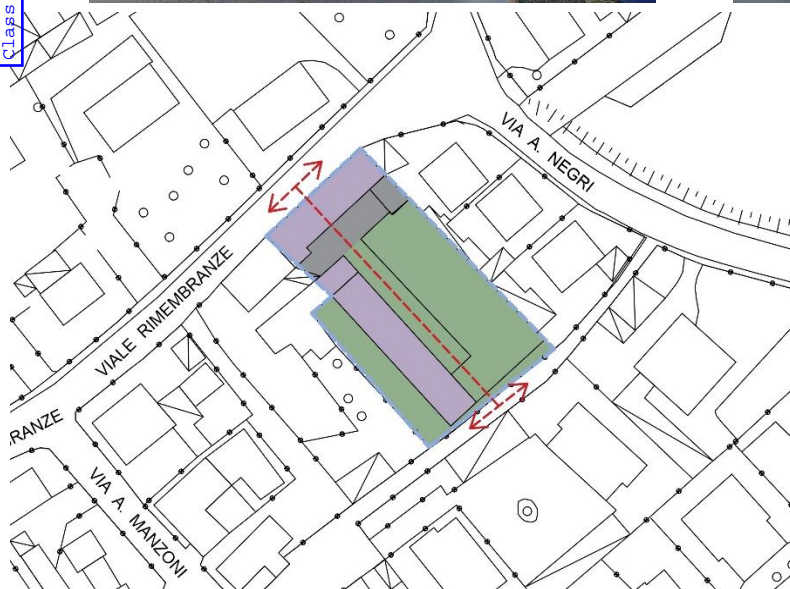 Class
VIA A. NEGRI
VIALE RIMEMBRANZE
RANZE
VIA A. MANZONI